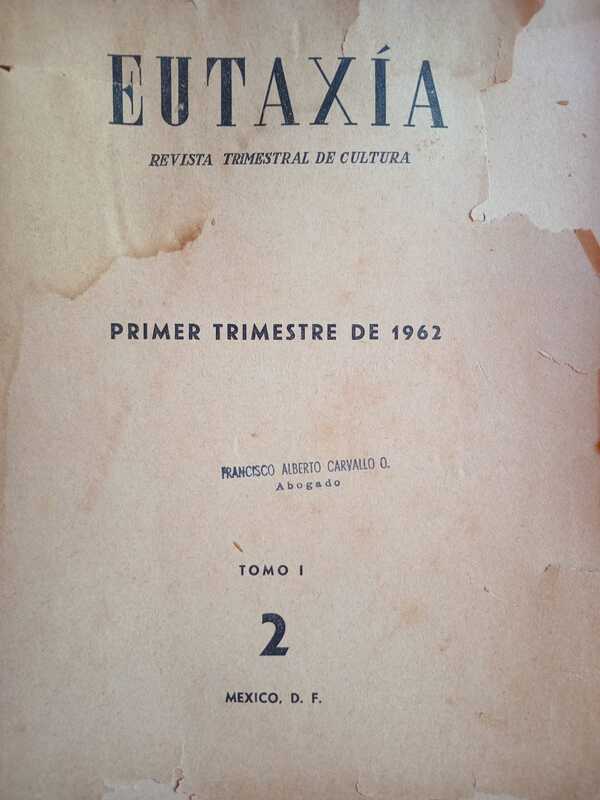 EUTAXÍA
REVISTA TRIMESTRAL DE CULTURA
PRIMER TRIMESTRE DE 1962
FRANCISCO ALBERTO CARVALLO O.
Abogado
TOMO I
2
MEXICO, D. F.